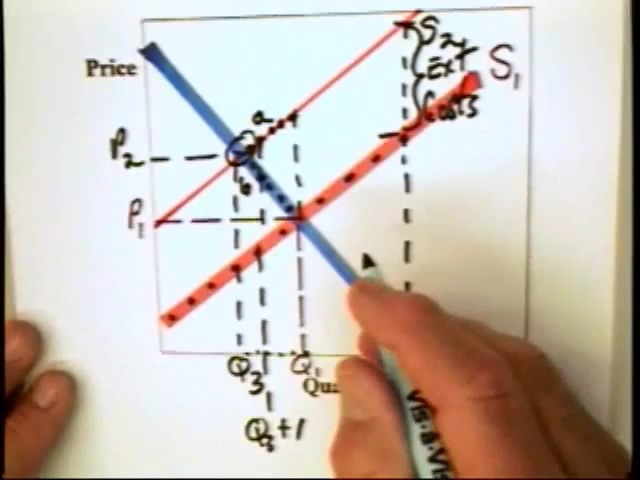 S2
Ext
Costs
S1
Price
a
P2
b
P1
Q3
Q1
Qua
Q3+1
Vis-à-Vis